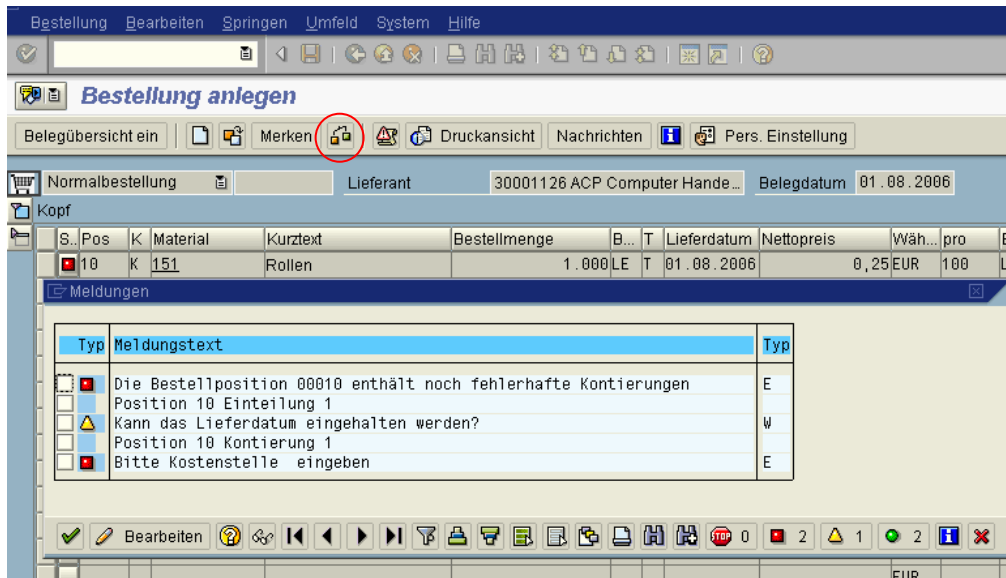 Bestellung Bearbeiten Springen Umfeld System Hilfe
Bestellung anlegen
Belegübersicht ein Merken Druckansicht Nachrichten Pers. Einstellung
Normalbestellung Lieferant 30001126 ACP Computer Hande... Belegdatum 01.08.2006
Kopf
S.. Pos K Material Kurztext Bestellmenge B... T Lieferdatum Nettopreis Wäh... pro
10 K 151 Rollen 1.000 LE T 01.08.2006 0,25 EUR 100
Meldungen
Typ Meldungstext Typ
Die Bestellposition 00010 enthält noch fehlerhafte Kontierungen E
Position 10 Einteilung 1
Kann das Lieferdatum eingehalten werden? W
Position 10 Kontierung 1
Bitte Kostenstelle eingeben E
Bearbeiten STOP 0 2 1 2
EUR